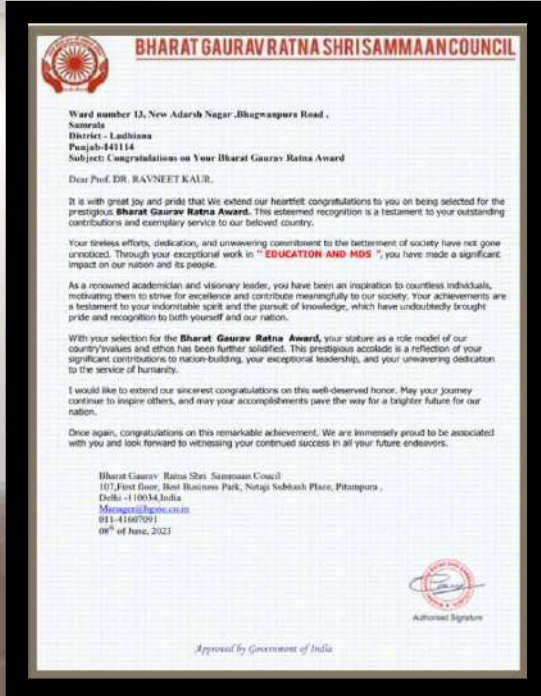 BHARAT GAURAV RATNA SHRI SAMMAAN COUNCIL
Ward number 13, New Adarsh Nagar ,Bhagwanpura Road ,
Samrala
District - Ludhiana
Punjab-141114
Subject: Congratulations on Your Bharat Gaurav Ratna Award
Dear Prof. DR. RAVNEET KAUR,
It is with great joy and pride that We extend our heartfelt congratulations to you on being selected for the
prestigious Bharat Gaurav Ratna Award. This esteemed recognition is a testament to your outstanding
contributions and exemplary service to our beloved country.
Your tireless efforts, dedication, and unwavering commitment to the betterment of society have not gone
unnoticed. Through your exceptional work in " EDUCATION AND MDS ", you have made a significant
impact on our nation and its people.
As a renowned academician and visionary leader, you have been an inspiration to countless individuals,
motivating them to strive for excellence and contribute meaningfully to our society. Your achievements are
a testament to your indomitable spirit and the pursuit of knowledge, which have undoubtedly brought
pride and recognition to both yourself and our nation.
With your selection for the Bharat Gaurav Ratna Award, your stature as a role model of our
country'svalues and ethos has been further solidified. This prestigious accolade is a reflection of your
significant contributions to nation-building, your exceptional leadership, and your unwavering dedication
to the service of humanity.
I would like to extend our sincerest congratulations on this well-deserved honor. May your journey
continue to inspire others, and may your accomplishments pave the way for a brighter future for our
nation.
Once again, congratulations on this remarkable achievement. We are immensely proud to be associated
with you and look forward to witnessing your continued success in all your future endeavors.
Bharat Gaurav Ratna Shri Sammaan Coucil
107,First floor, Best Business Park, Netaji Subhash Place, Pitampura ,
Delhi -110034,India
Manager@bgssc.co.in
011-41607091
08th of June, 2023
Authorised Signature
Approved by Government of India